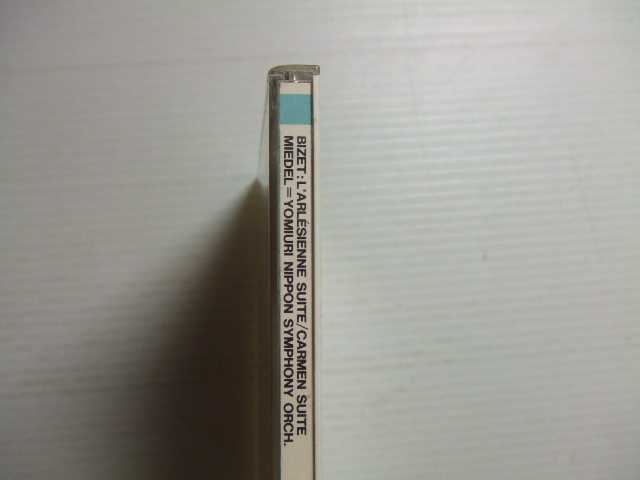 BIZET: L'ARLÉSIENNE SUITE/CARMEN SUITE
MIEDEL=YOMIURI NIPPON SYMPHONY ORCH.